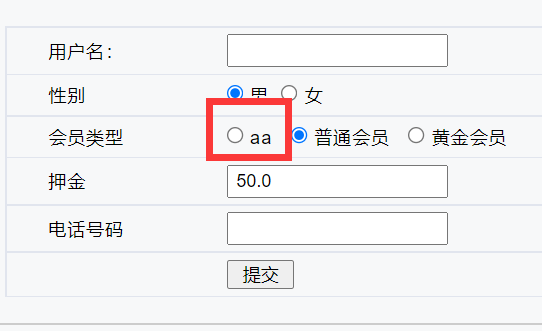 用户名：
性别 男 女
会员类型 aa 普通会员 黄金会员
押金 50.0
电话号码
提交